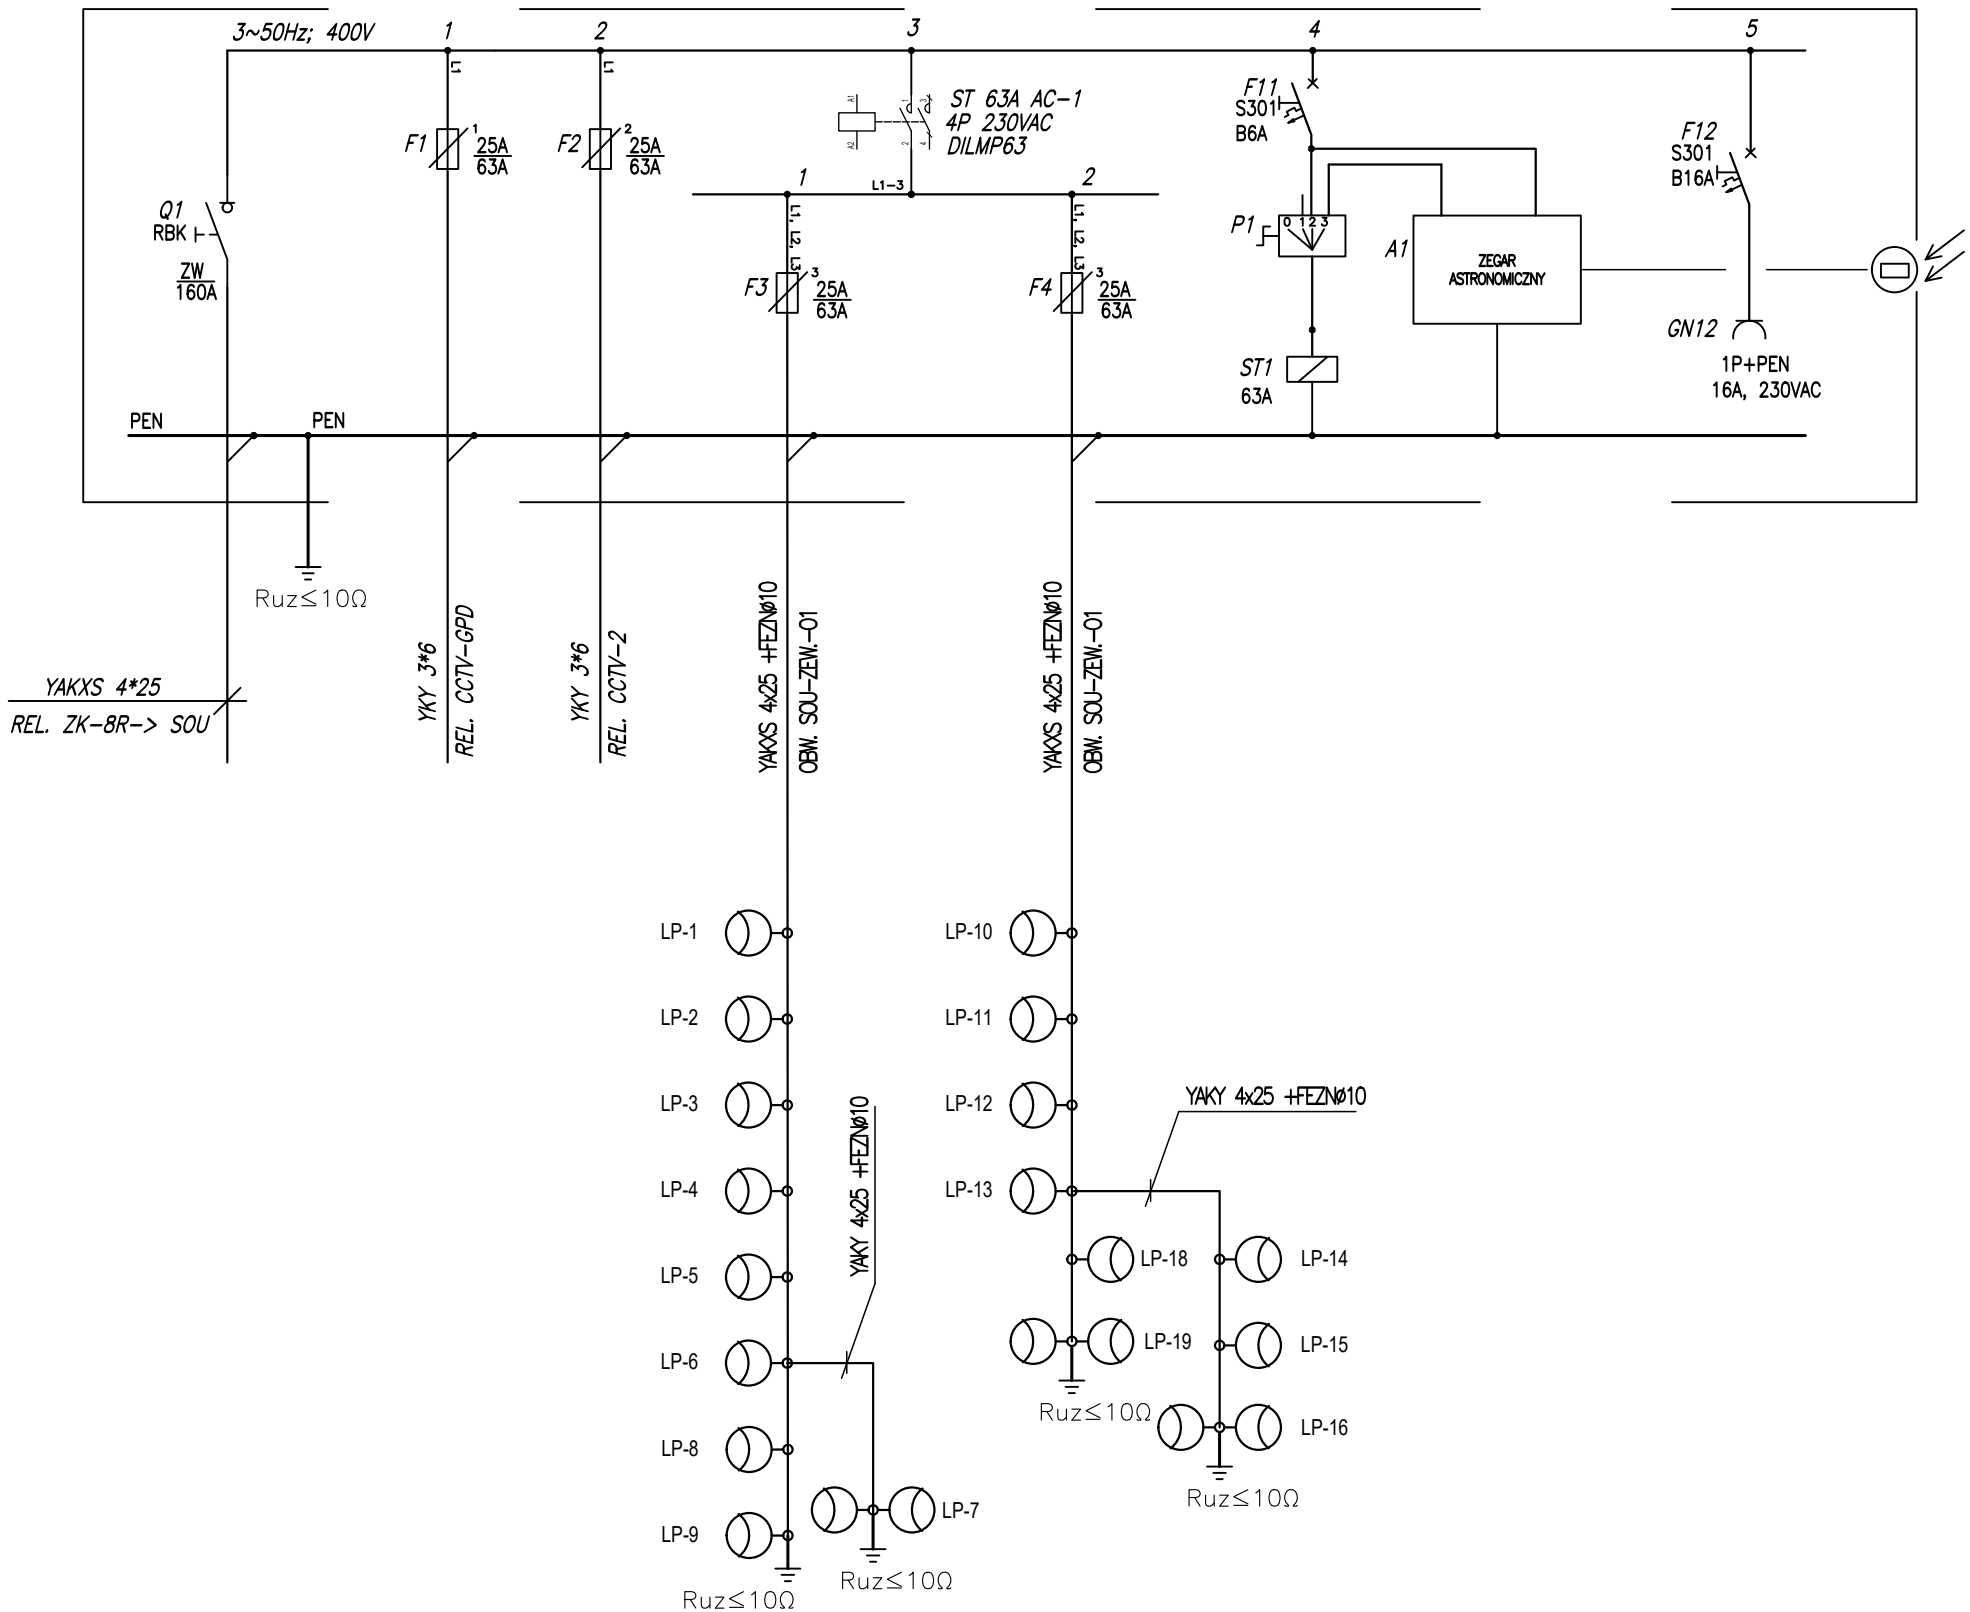 3~50Hz; 400V
1
2
3
4
5
L1
L1
Q1
RBK
ZW
160A
F1
1
25A
63A
F2
2
25A
63A
A1
A2
1
3
2
4
ST 63A AC-1
4P 230VAC
DILMP63
1
L1-3
2
L1, L2, L3
L1, L2, L3
F3
3
25A
63A
F4
3
25A
63A
F11
S301
B6A
P1
0 1 2 3
A1
ZEGAR
ASTRONOMICZNY
ST1
63A
F12
S301
B16A
GN12
1P+PEN
16A, 230VAC
PEN
PEN
Ruz≤10Ω
YAKXS 4*25
REL. ZK-8R-> SOU
YKY 3*6
REL. CCTV-GPD
YKY 3*6
REL. CCTV-2
YAKXS 4x25 +FEZNø10
OBW. SOU-ZEW.-O1
YAKXS 4x25 +FEZNø10
OBW. SOU-ZEW.-O1
LP-1
LP-2
LP-3
LP-4
LP-5
LP-6
LP-8
LP-9
YAKY 4x25 +FEZNø10
LP-7
Ruz≤10Ω
Ruz≤10Ω
LP-10
LP-11
LP-12
LP-13
YAKY 4x25 +FEZNø10
LP-18
LP-14
LP-19
LP-15
Ruz≤10Ω
LP-16
Ruz≤10Ω